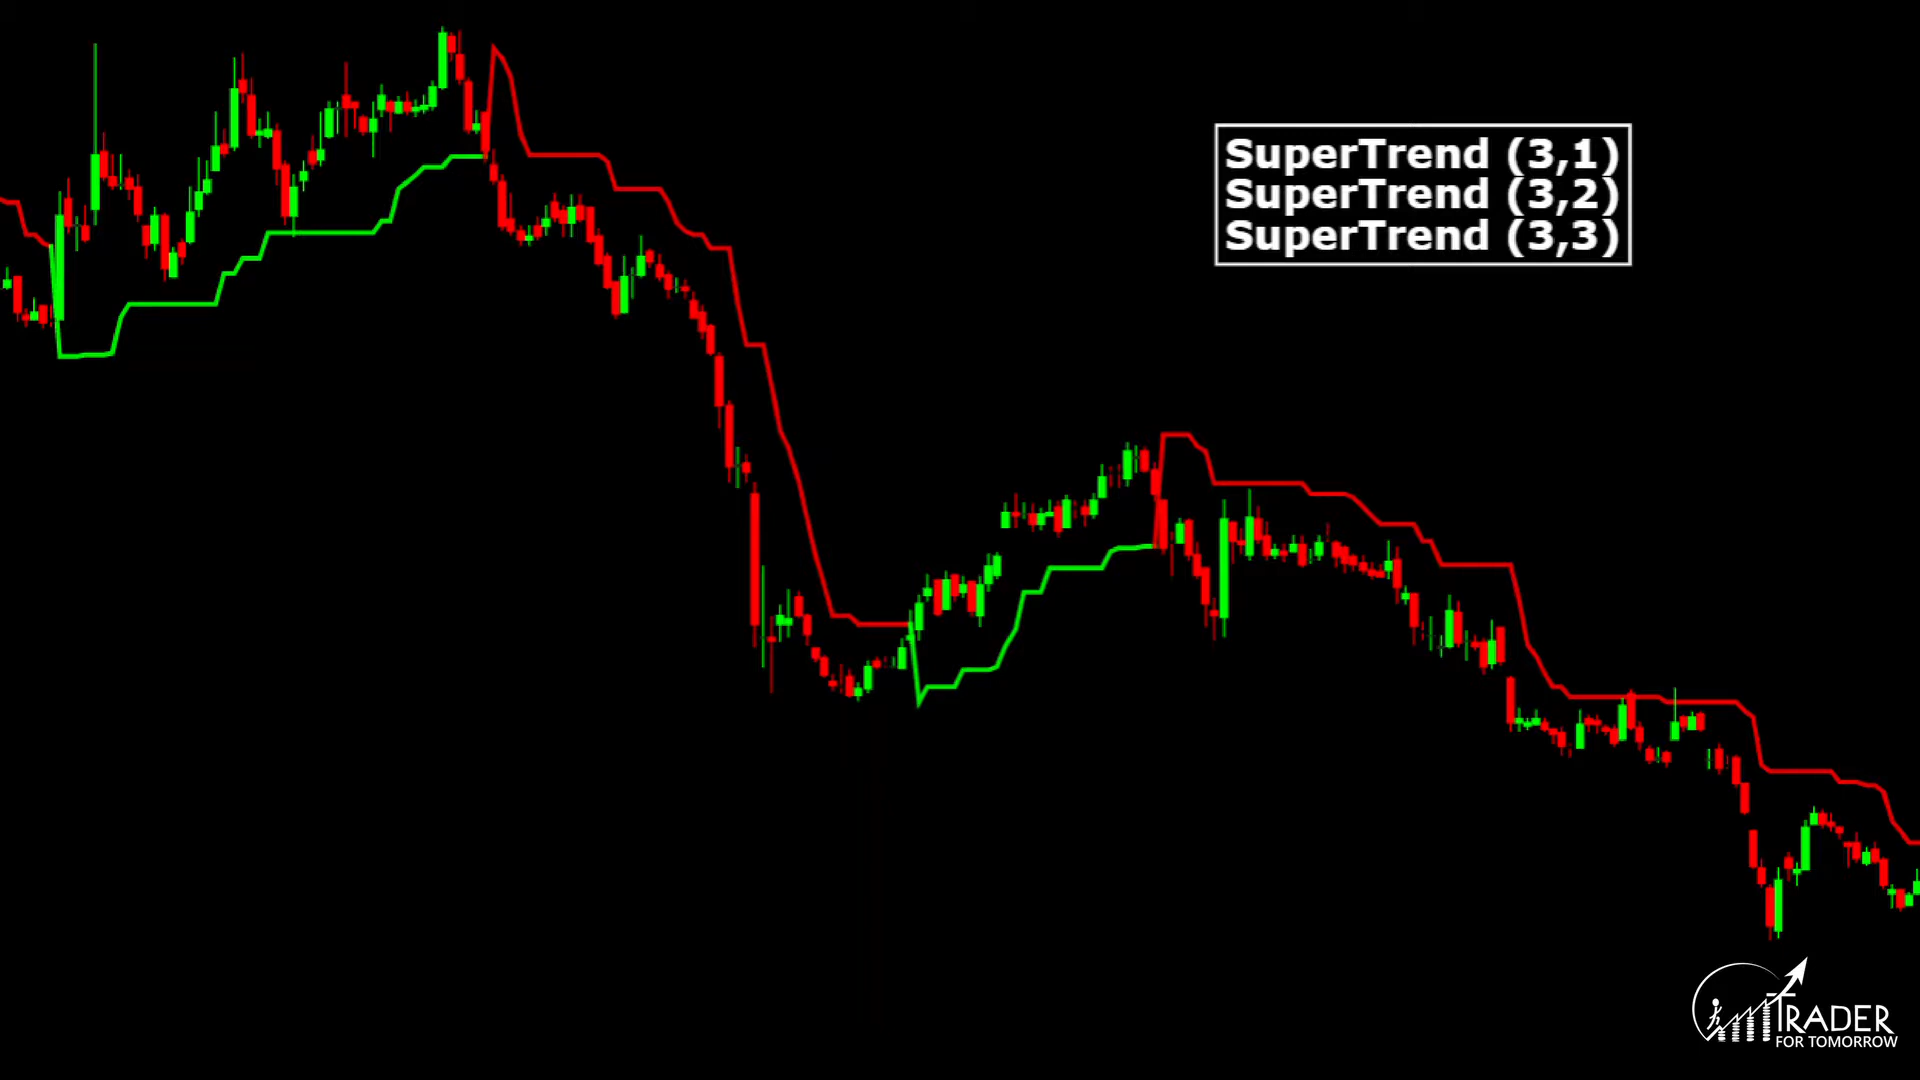 SuperTrend (3,1)
SuperTrend (3,2)
SuperTrend (3,3)
TRADER
FOR TOMORROW